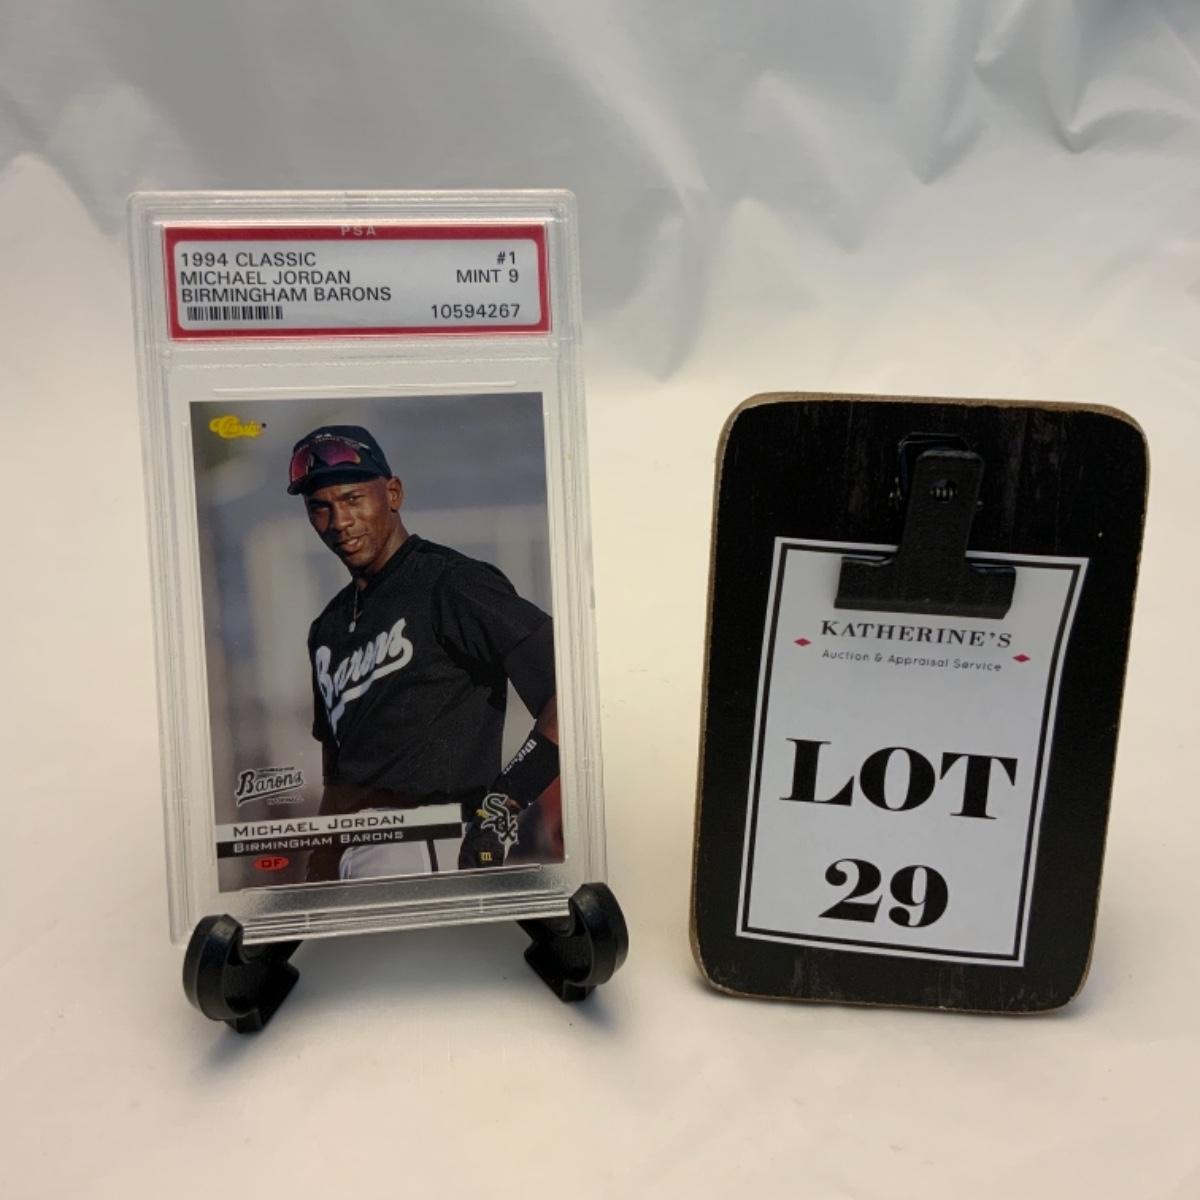 PSA
1994 CLASSIC #1
MICHAEL JORDAN MINT 9
BIRMINGHAM BARONS
10594267
Classic
Barons
Barons
Sox
MICHAEL JORDAN
BIRMINGHAM BARONS
OF
m
KATHERINE'S
Auction & Appraisal Service
LOT
29